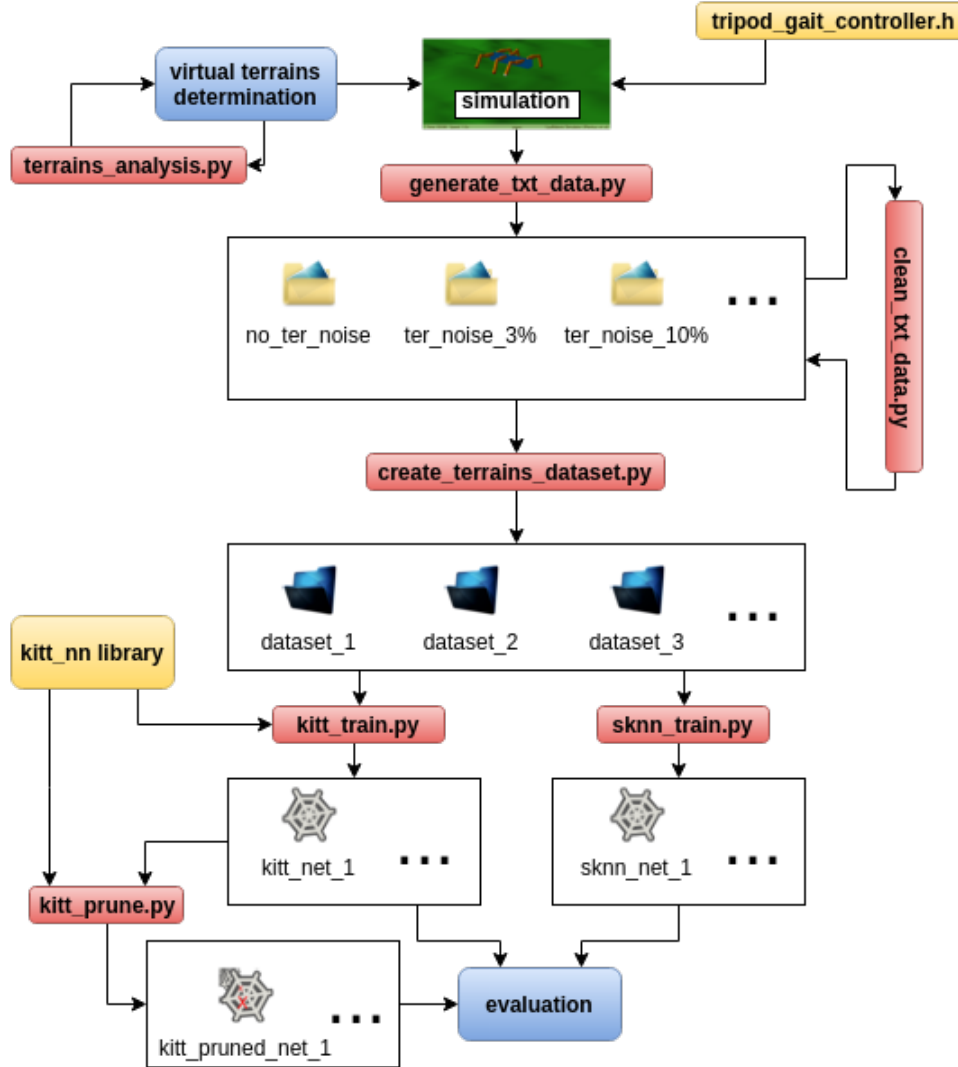 tripod_gait_controller.h
virtual terrains
determination
simulation
terrains_analysis.py
generate_txt_data.py
clean_txt_data.py
no_ter_noise
ter_noise_3%
ter_noise_10%
...
create_terrains_dataset.py
dataset_1
dataset_2
dataset_3
...
kitt_nn library
kitt_train.py
sknn_train.py
kitt_net_1
...
sknn_net_1
...
kitt_prune.py
kitt_pruned_net_1
...
evaluation